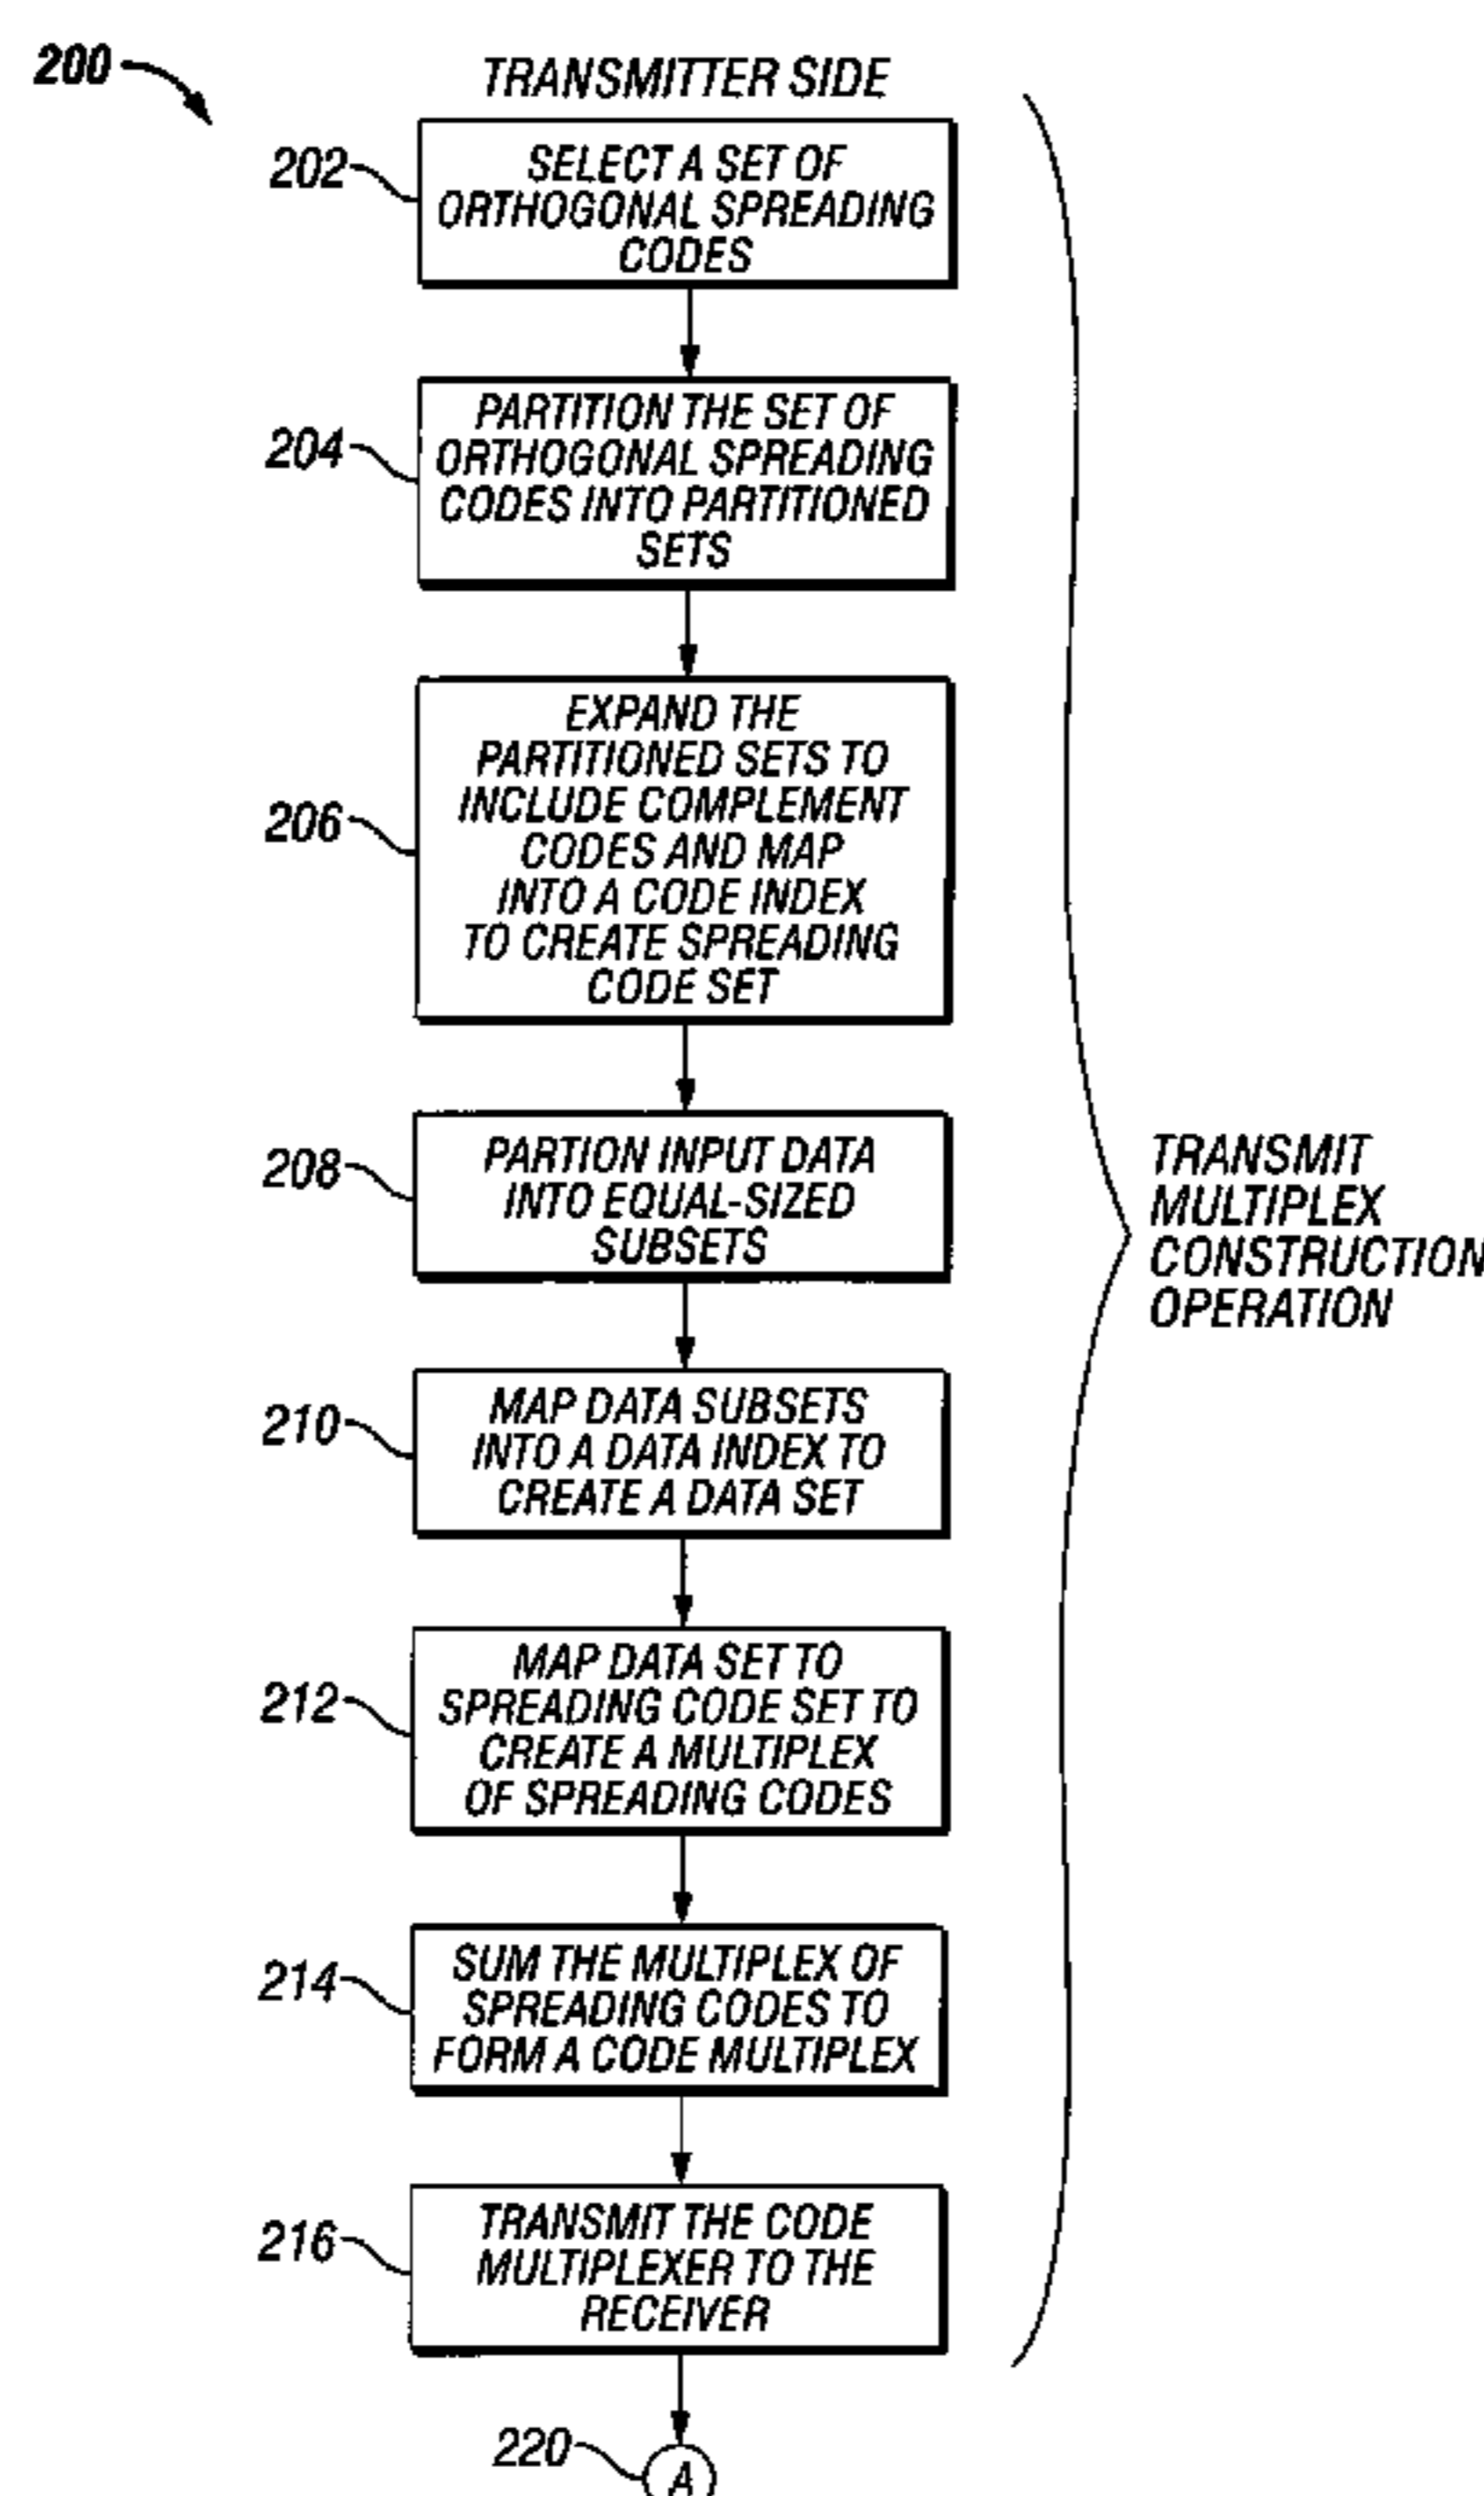 200
TRANSMITTER SIDE
202
SELECT A SET OF
ORTHOGONAL SPREADING
CODES
204
PARTITION THE SET OF
ORTHOGONAL SPREADING
CODES INTO PARTITIONED
SETS
206
EXPAND THE
PARTITIONED SETS TO
INCLUDE COMPLEMENT
CODES AND MAP
INTO A CODE INDEX
TO CREATE SPREADING
CODE SET
208
PARTION INPUT DATA
INTO EQUAL-SIZED
SUBSETS
TRANSMIT
MULTIPLEX
CONSTRUCTION
OPERATION
210
MAP DATA SUBSETS
INTO A DATA INDEX TO
CREATE A DATA SET
212
MAP DATA SET TO
SPREADING CODE SET TO
CREATE A MULTIPLEX
OF SPREADING CODES
214
SUM THE MULTIPLEX OF
SPREADING CODES TO
FORM A CODE MULTIPLEX
216
TRANSMIT THE CODE
MULTIPLEXER TO THE
RECEIVER
220
A